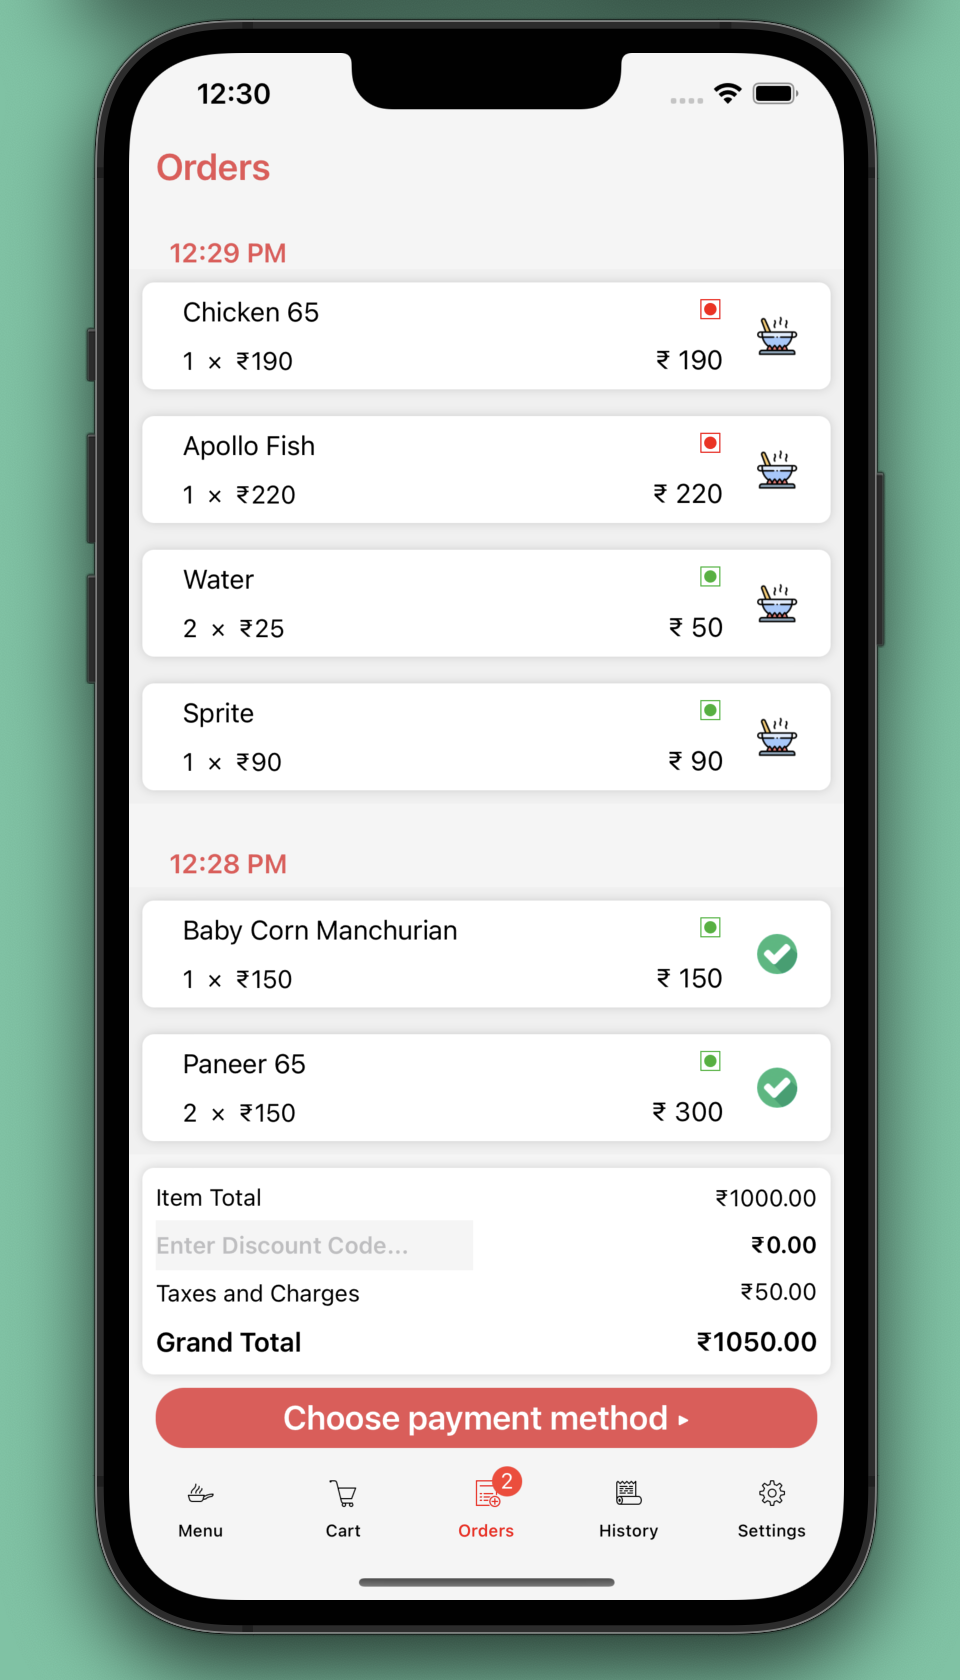 12:30
Orders
12:29 PM
Chicken 65
1 × ₹190 ₹ 190
Apollo Fish
1 × ₹220 ₹ 220
Water
2 × ₹25 ₹ 50
Sprite
1 × ₹90 ₹ 90
12:28 PM
Baby Corn Manchurian
1 × ₹150 ₹ 150
Paneer 65
2 × ₹150 ₹ 300
Item Total ₹1000.00
Enter Discount Code... ₹0.00
Taxes and Charges ₹50.00
Grand Total ₹1050.00
Choose payment method ▸
2
Menu Cart Orders History Settings